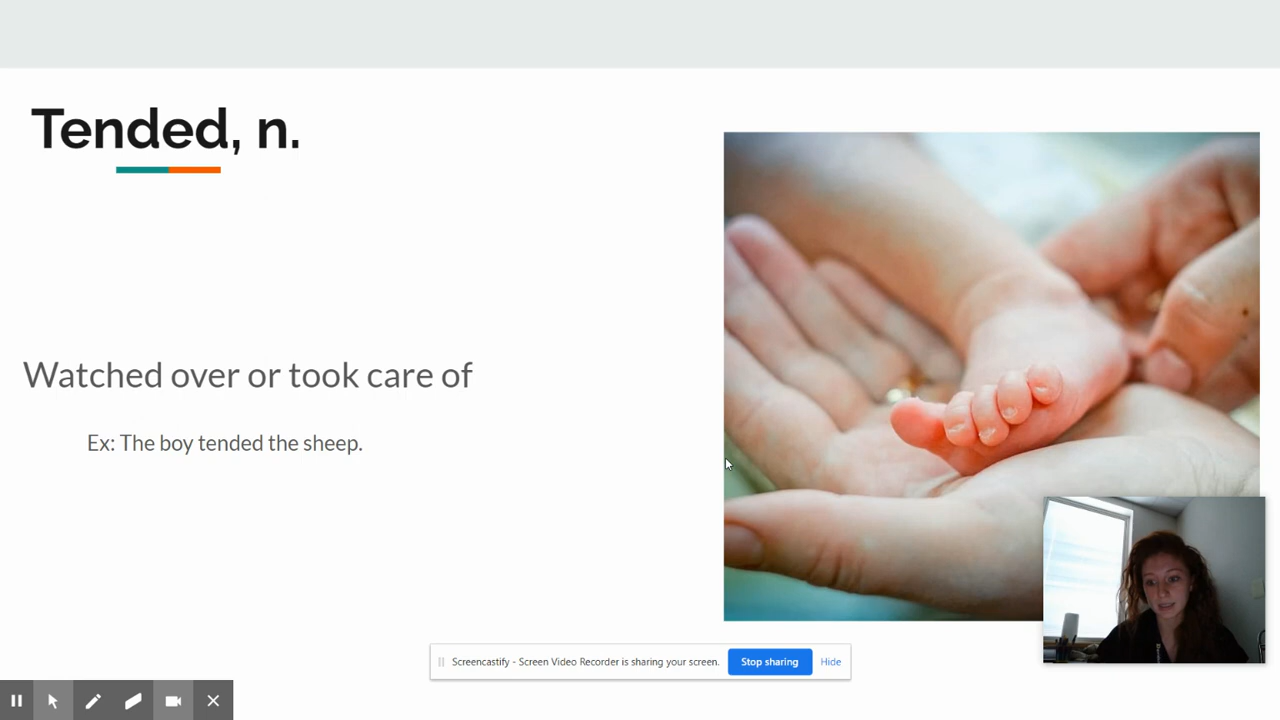 Tended, n.
Watched over or took care of
Ex: The boy tended the sheep.
Screencastify - Screen Video Recorder is sharing your screen.
Stop sharing
Hide